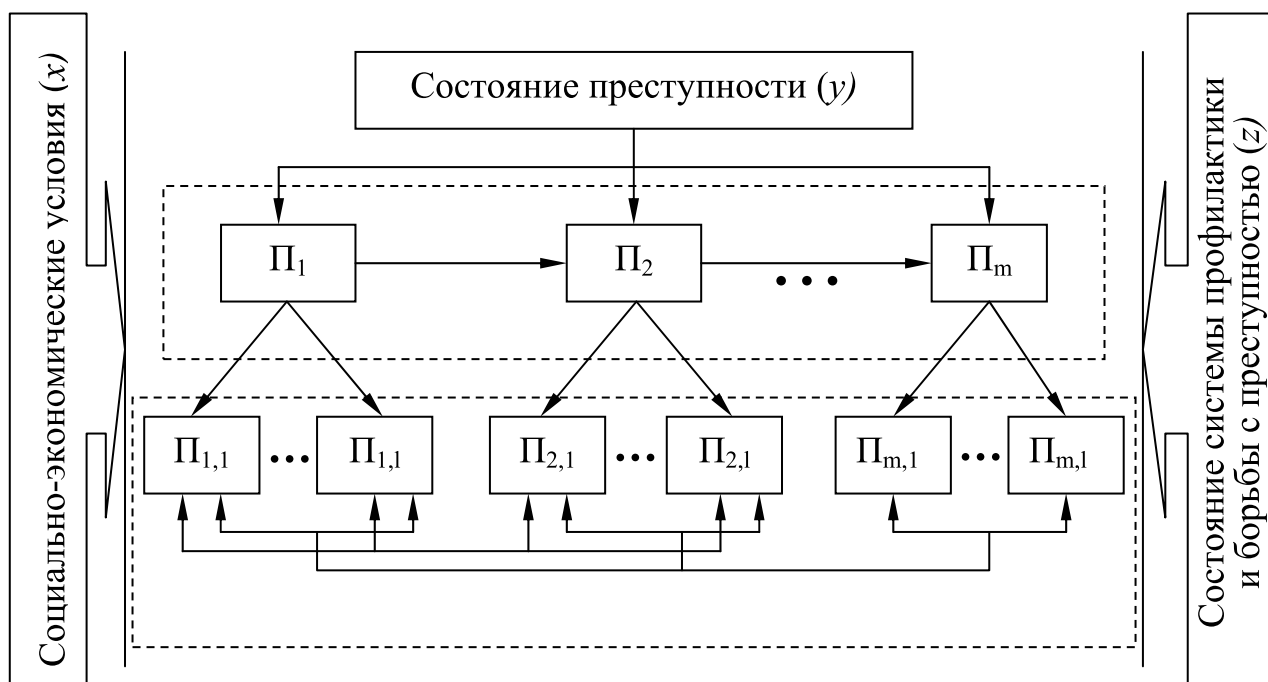 Социально-экономические условия (x)
Состояние преступности (y)
П1
П2
• • •
Пm
П1,1
•••
П1,l
П2,1
•••
П2,l
Пm,1
•••
Пm,l
Состояние системы профилактики
и борьбы с преступностью (z)